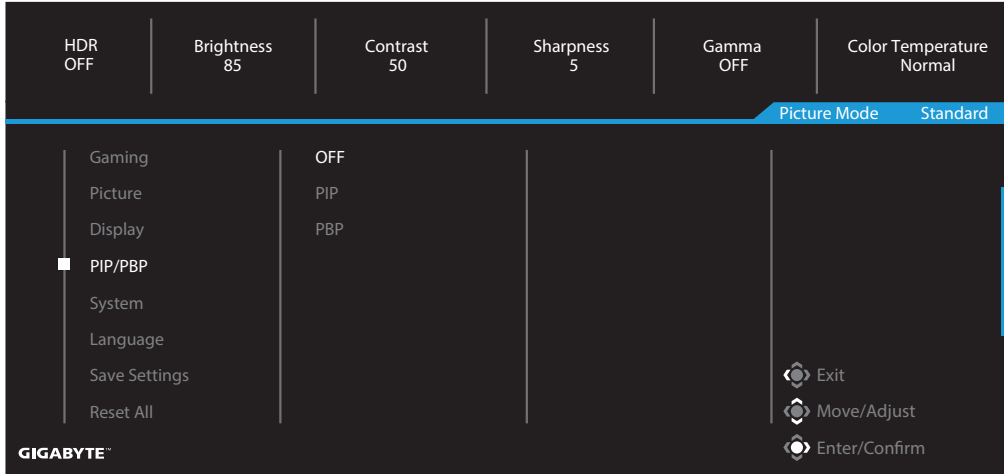 HDR
OFF
Brightness
85
Contrast
50
Sharpness
5
Gamma
OFF
Color Temperature
Normal
Picture Mode Standard
Gaming
Picture
Display
PIP/PBP
System
Language
Save Settings
Reset All
OFF
PIP
PBP
Exit
Move/Adjust
Enter/Confirm
GIGABYTE™